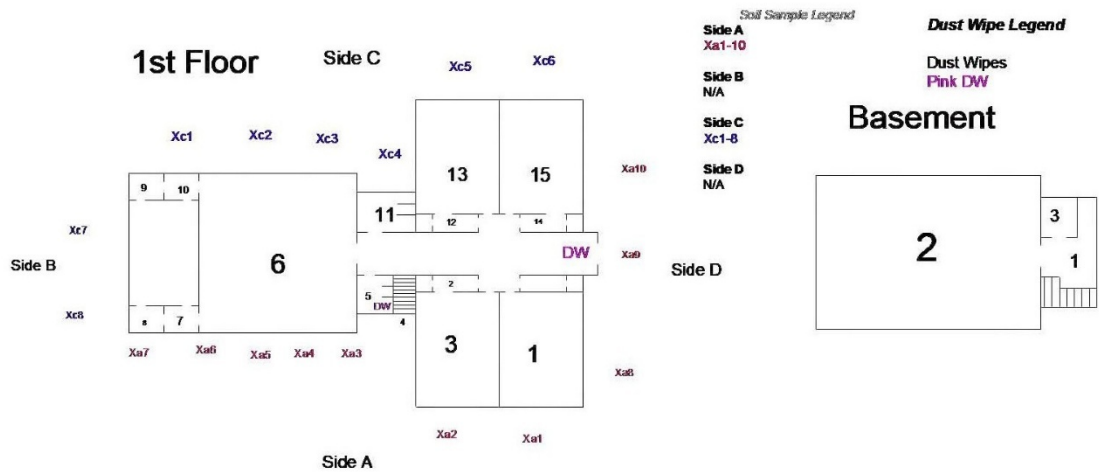 Soil Sample Legend
Side A
Xa1-10
Side B
N/A
Side C
Xc1-8
Side D
N/A
Dust Wipe Legend
Dust Wipes
Pink DW
1st Floor
Side C
Xc5
Xc6
Xc1
Xc2
Xc3
Xc4
Xa10
9
10
13
15
11
12
14
Xc7
Side B
6
DW
Xa9
Side D
Xc8
5
DW
4
2
8
7
3
1
Xa7
Xa6
Xa5
Xa4
Xa3
Xa8
Xa2
Xa1
Side A
Basement
2
3
1